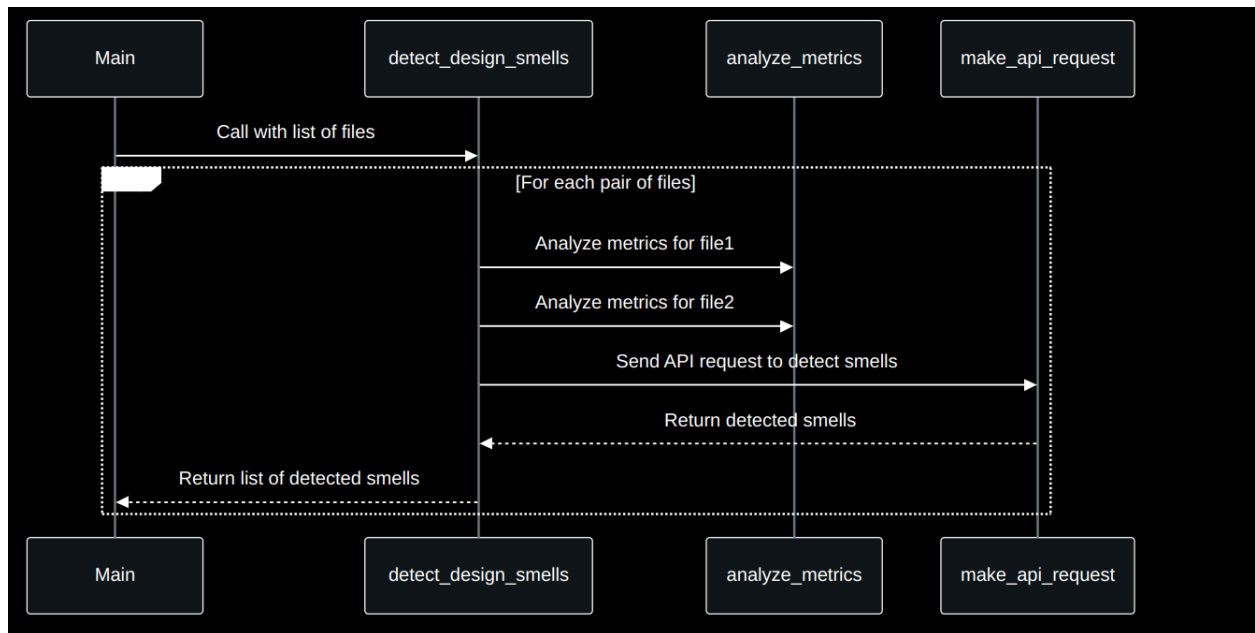 Main detect_design_smells analyze_metrics make_api_request
Call with list of files
[For each pair of files]
Analyze metrics for file1
Analyze metrics for file2
Send API request to detect smells
Return detected smells
Return list of detected smells
Main detect_design_smells analyze_metrics make_api_request